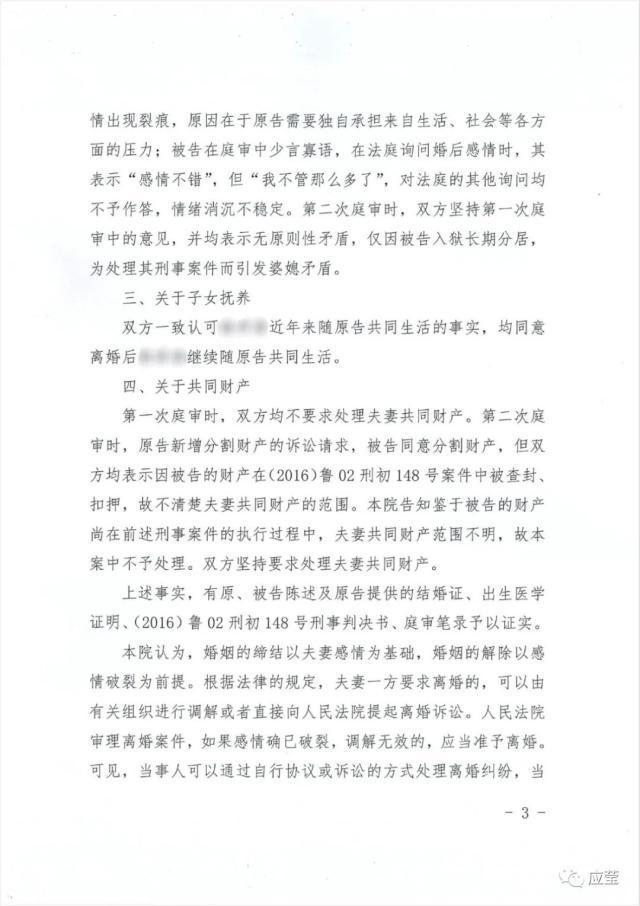 情出现裂痕，原因在于原告需要独自承担来自生活、社会等各方
面的压力；被告在庭审中少言寡语，在法庭询问婚后感情时，其
表示“感情不错”，但“我不管那么多了”，对法庭的其他询问均
不予作答，情绪消沉不稳定。第二次庭审时，双方坚持第一次庭
审中的意见，并均表示无原则性矛盾，仅因被告入狱长期分居，
为处理其刑事案件而引发婆媳矛盾。
三、关于子女抚养
双方一致认可近年来随原告共同生活的事实，均同意
离婚后继续随原告共同生活。
四、关于共同财产
第一次庭审时，双方均不要求处理夫妻共同财产。第二次庭
审时，原告新增分割财产的诉讼请求，被告同意分割财产，但双
方均表示因被告的财产在(2016)鲁 02 刑初 148 号案件中被查封、
扣押，故不清楚夫妻共同财产的范围。本院告知鉴于被告的财产
尚在前述刑事案件的执行过程中，夫妻共同财产范围不明，故本
案中不予处理。双方坚持要求处理夫妻共同财产。
上述事实，有原、被告陈述及原告提供的结婚证、出生医学
证明、(2016)鲁 02 刑初 148 号刑事判决书、庭审笔录予以证实。
本院认为，婚姻的缔结以夫妻感情为基础，婚姻的解除以感
情破裂为前提。根据法律的规定，夫妻一方要求离婚的，可以由
有关组织进行调解或者直接向人民法院提起离婚诉讼。人民法院
审理离婚案件，如果感情确已破裂，调解无效的，应当准予离婚。
可见，当事人可以通过自行协议或诉讼的方式处理离婚纠纷，当
- 3 -
应莹